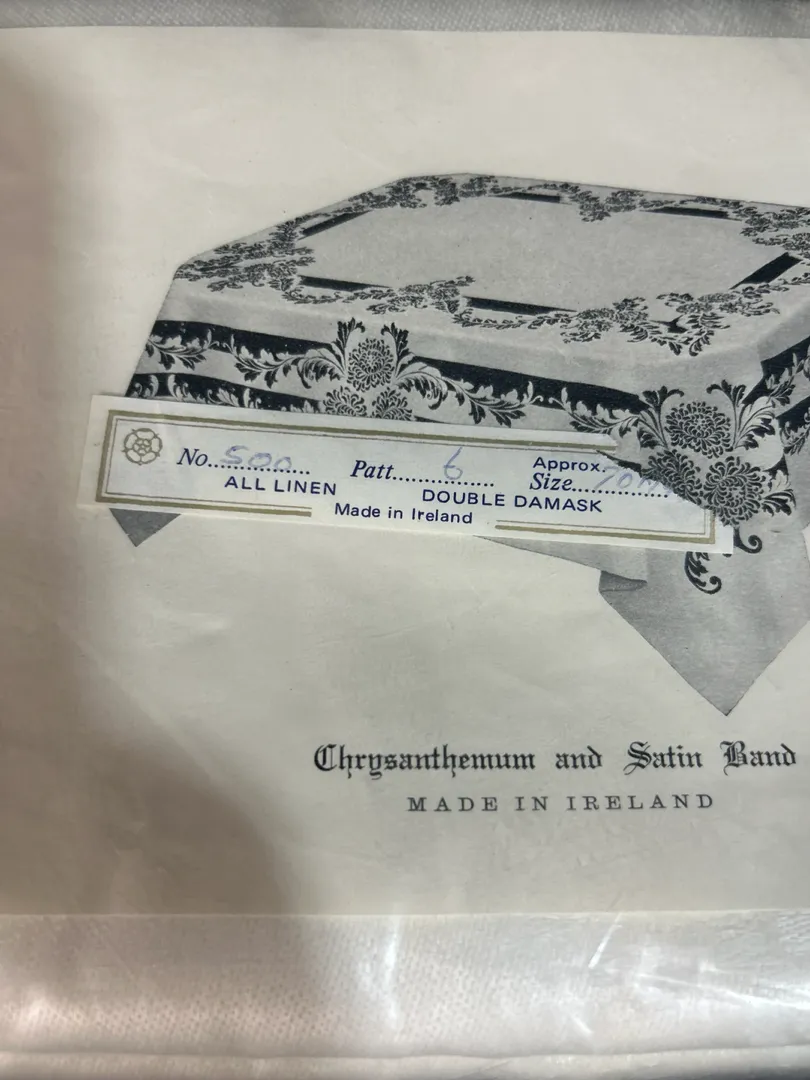 No....500.... Patt....6.... Approx.
Size....70
ALL LINEN DOUBLE DAMASK
Made in Ireland
Chrysanthemum and Satin Band
MADE IN IRELAND